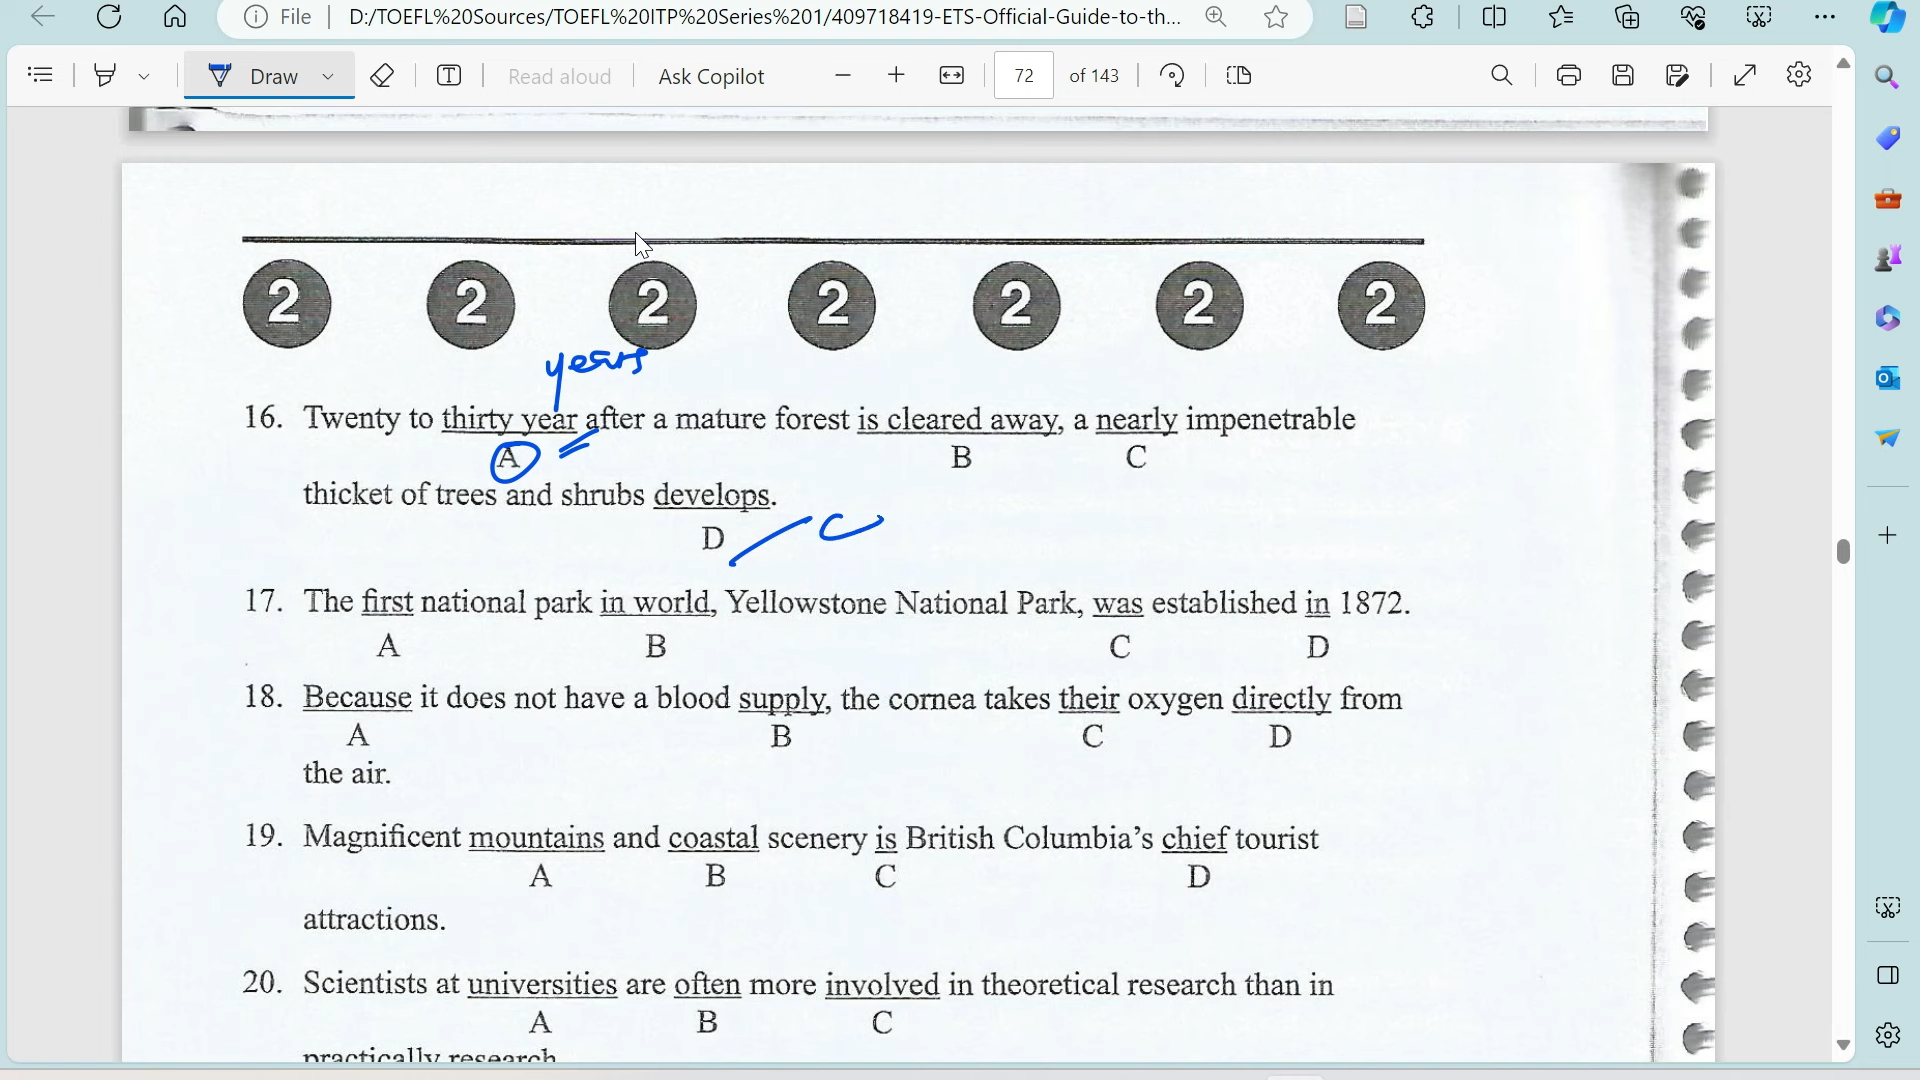 File
D:/TOEFL%20Sources/TOEFL%20ITP%20Series%201/409718419-ETS-Official-Guide-to-th...
Draw
Read aloud
Ask Copilot
72
of 143
2 2 2 2 2 2 2
years
16. Twenty to thirty year after a mature forest is cleared away, a nearly impenetrable
A B C
thicket of trees and shrubs develops.
D
17. The first national park in world, Yellowstone National Park, was established in 1872.
A B C D
18. Because it does not have a blood supply, the cornea takes their oxygen directly from
A B C D
the air.
19. Magnificent mountains and coastal scenery is British Columbia's chief tourist
A B C D
attractions.
20. Scientists at universities are often more involved in theoretical research than in
A B C
practically research